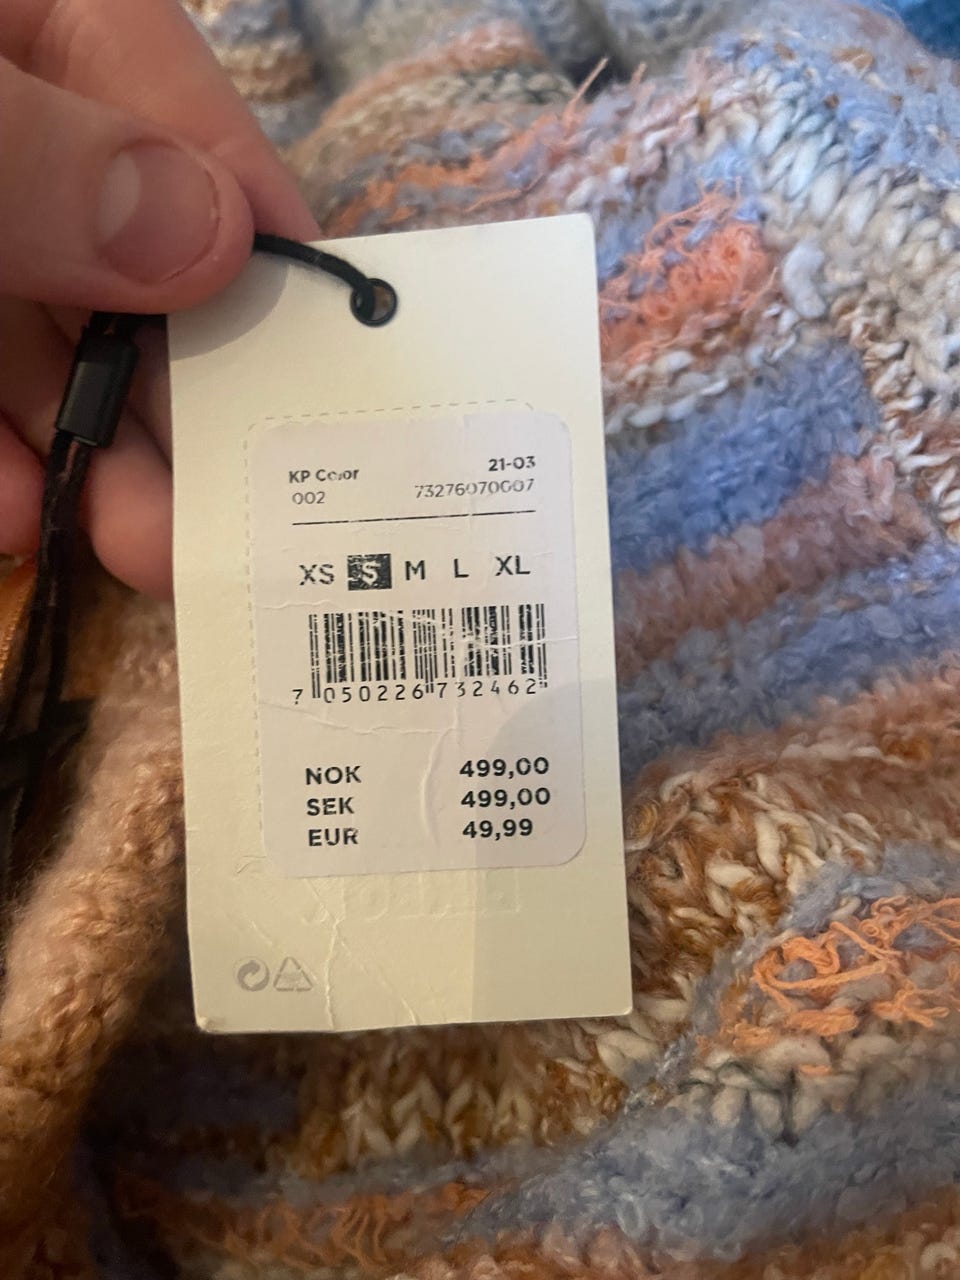 KP Color 21-03
002 73276070007
XS S M L XL
7 050226 732462
NOK 499,00
SEK 499,00
EUR 49,99